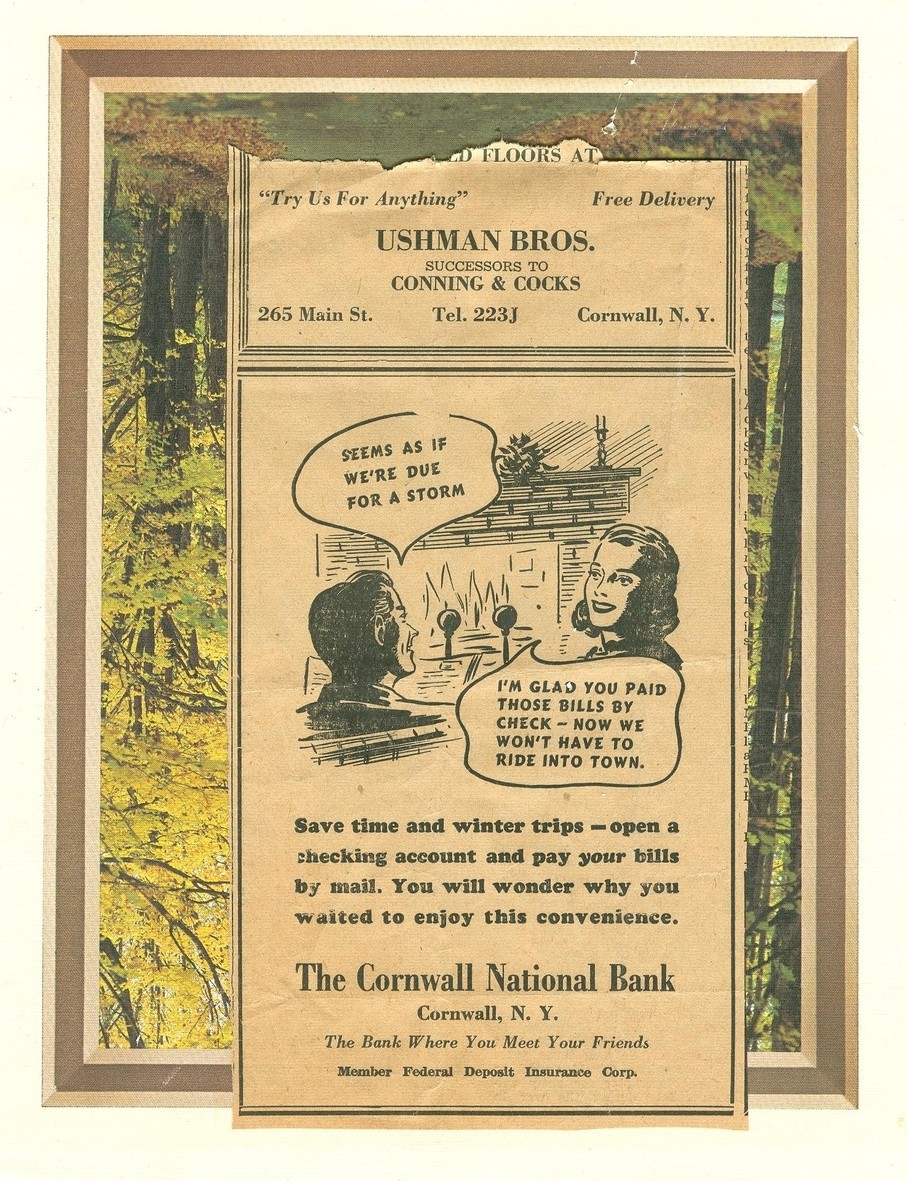 LD FLOORS AT
“Try Us For Anything” Free Delivery
USHMAN BROS.
SUCCESSORS TO
CONNING & COCKS
265 Main St. Tel. 223J Cornwall, N. Y.
SEEMS AS IF
WE'RE DUE
FOR A STORM
I'M GLAD YOU PAID
THOSE BILLS BY
CHECK – NOW WE
WON'T HAVE TO
RIDE INTO TOWN.
Save time and winter trips — open a
checking account and pay your bills
by mail. You will wonder why you
waited to enjoy this convenience.
The Cornwall National Bank
Cornwall, N. Y.
The Bank Where You Meet Your Friends
Member Federal Deposit Insurance Corp.